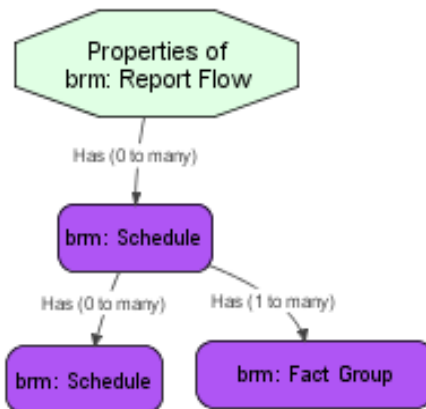 Properties of
brm: Report Flow
Has (0 to many)
brm: Schedule
Has (0 to many)
Has (1 to many)
brm: Schedule
brm: Fact Group